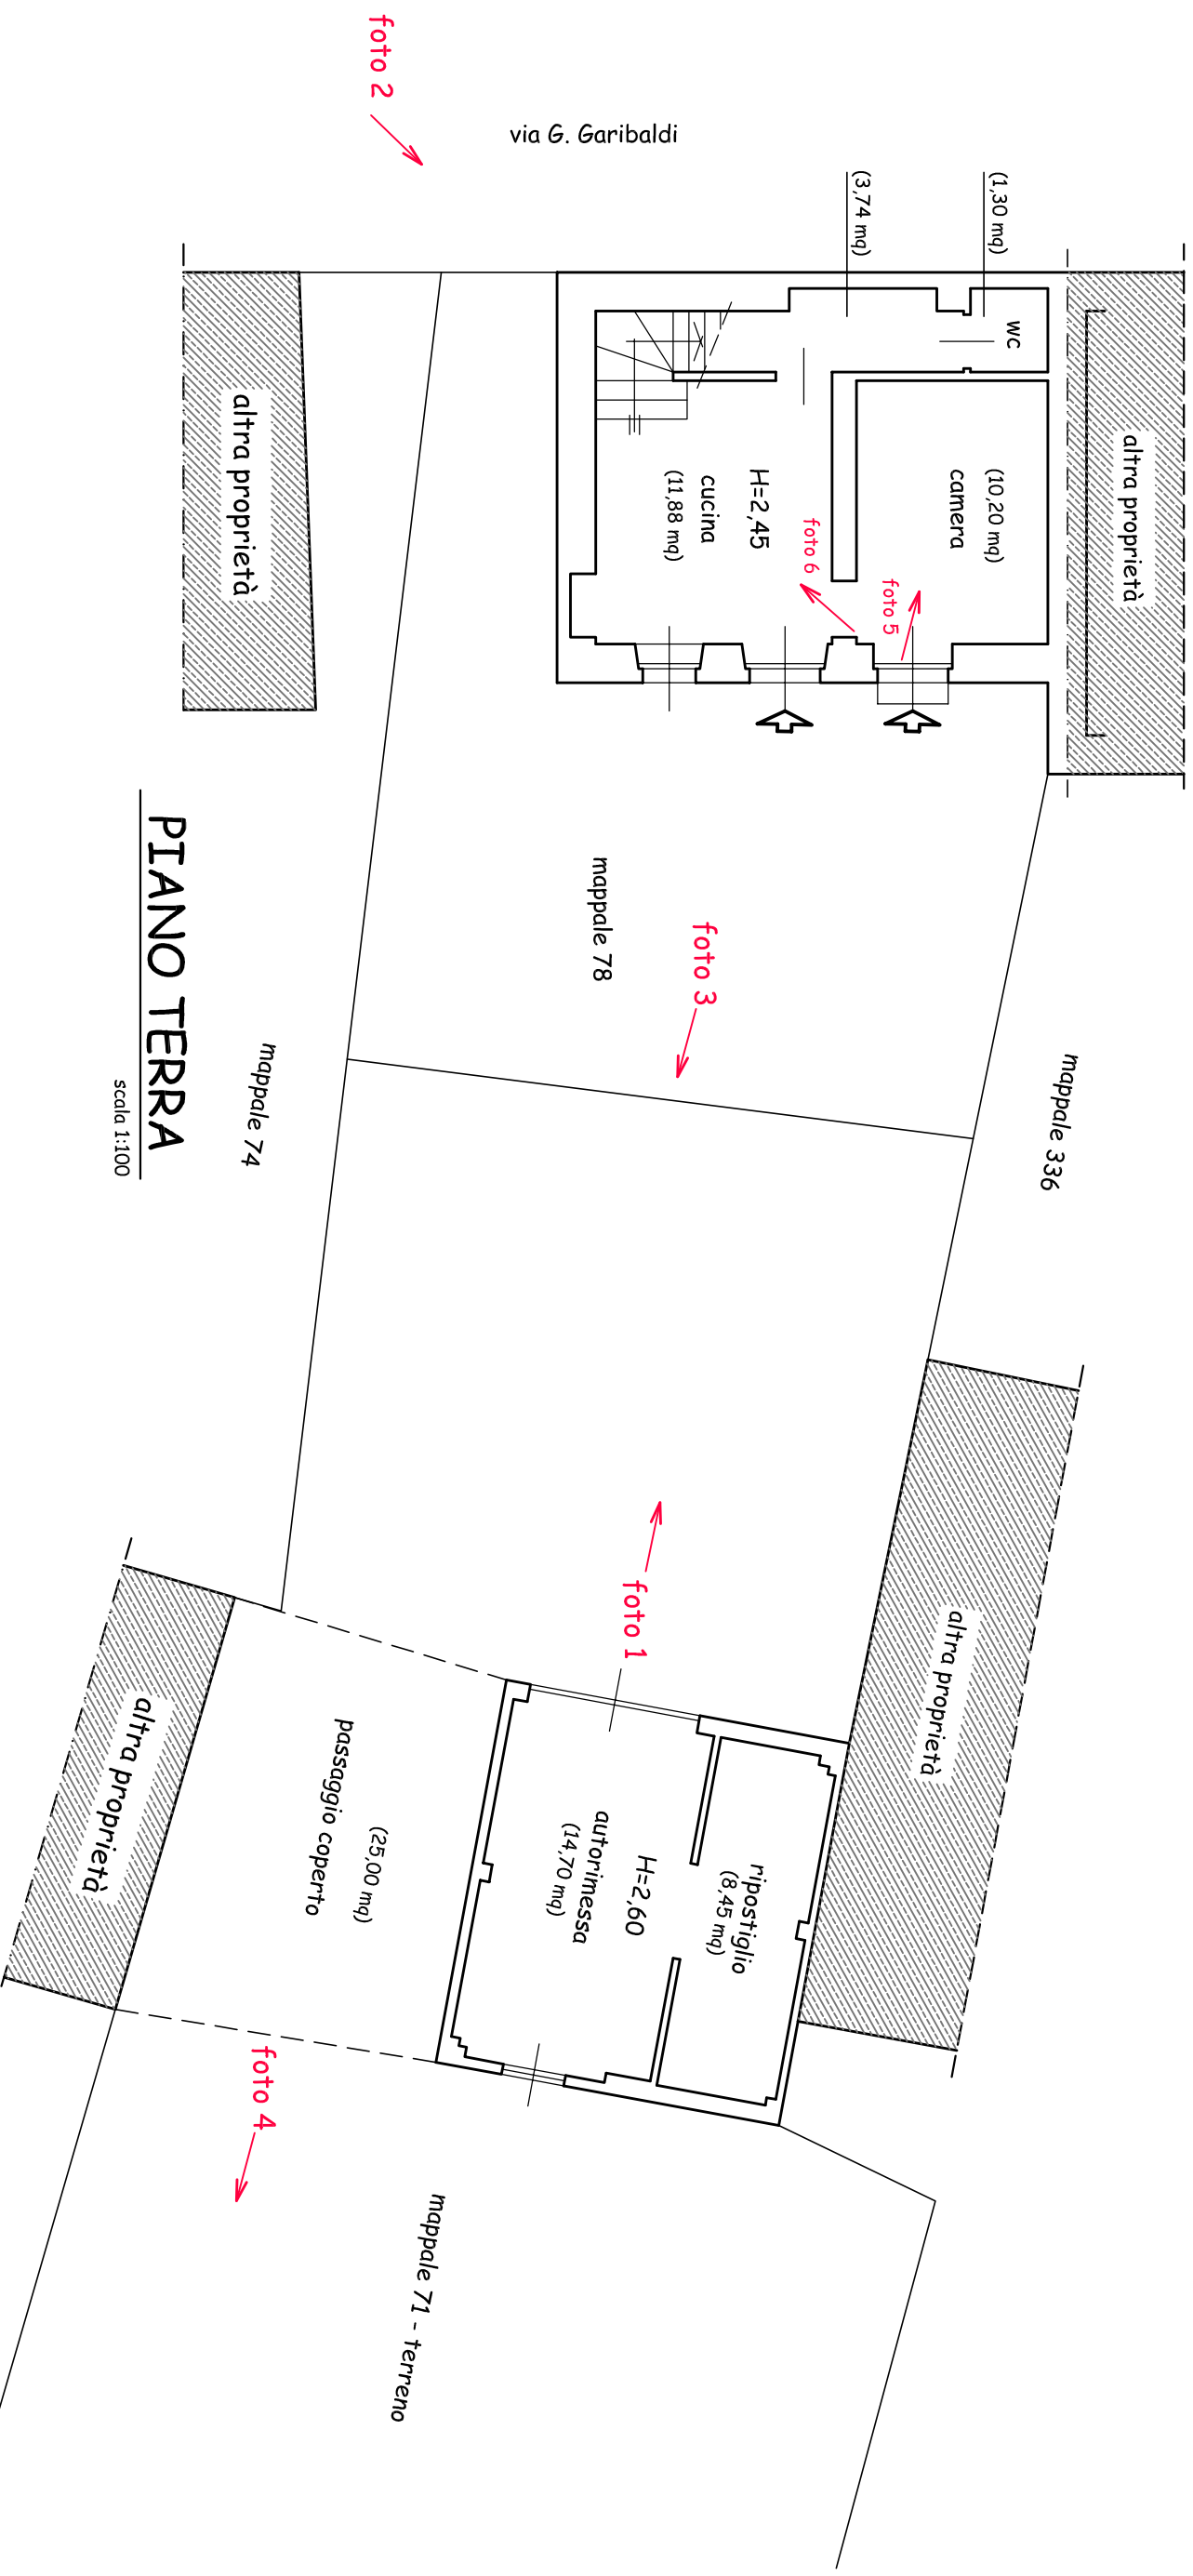 foto 2
via G. Garibaldi
(3,74 mq)
(1,30 mq)
wc
altra proprietà
altra proprietà
(10,20 mq)
camera
H=2,45
cucina
(11,88 mq)
foto 6
foto 5
mappale 78
foto 3
PIANO TERRA
scala 1:100
mappale 74
mappale 336
foto 1
altra proprietà
altra proprietà
passaggio coperto
(25,00 mq)
H=2,60
autorimessa
(14,70 mq)
ripostiglio
(8,45 mq)
foto 4
mappale 71 - terreno